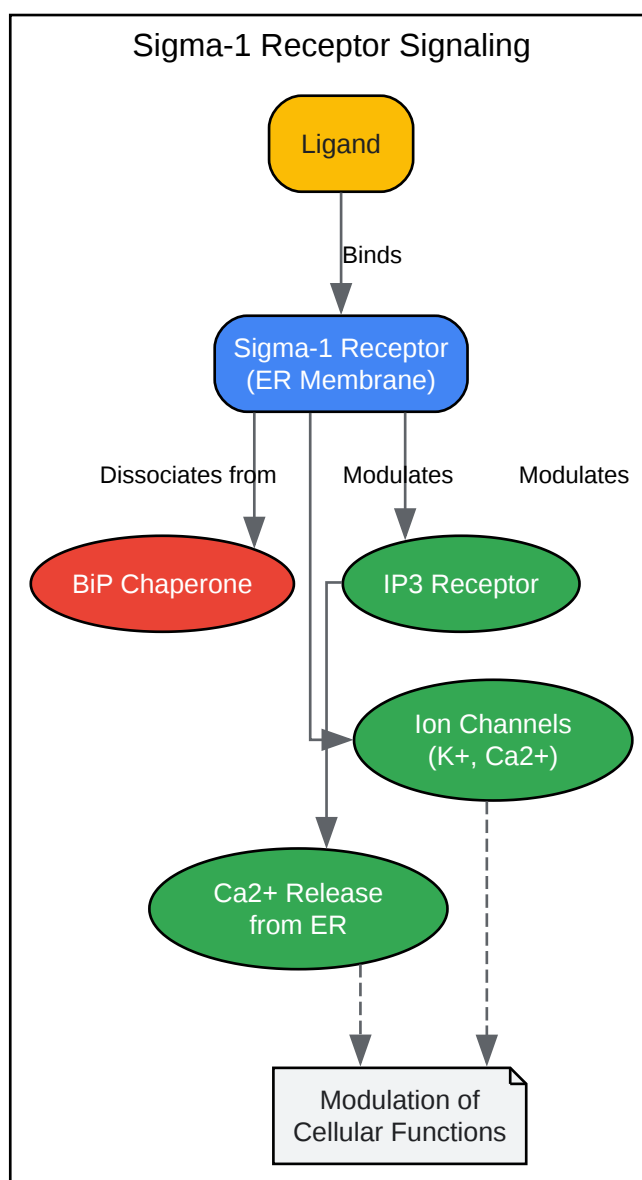 Sigma-1 Receptor Signaling
Ligand
Binds
Sigma-1 Receptor
(ER Membrane)
Dissociates from
Modulates
Modulates
BiP Chaperone
IP3 Receptor
Ion Channels
(K+, Ca2+)
Ca2+ Release
from ER
Modulation of
Cellular Functions